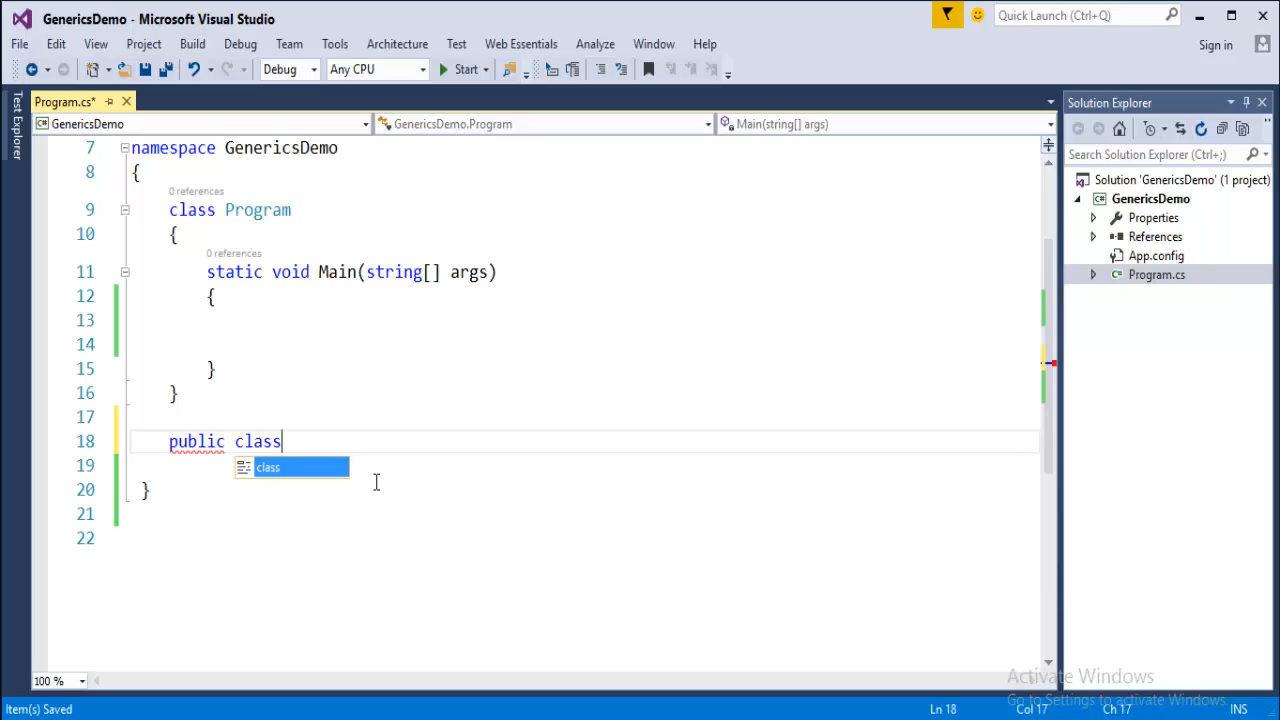 GenericsDemo - Microsoft Visual Studio
Quick Launch (Ctrl+Q)
File Edit View Project Build Debug Team Tools Architecture Test Web Essentials Analyze Window Help
Sign in
Debug Any CPU Start
Test Explorer
Program.cs*
GenericsDemo GenericsDemo.Program Main(string[] args)
7 namespace GenericsDemo
8 {
0 references
9 class Program
10 {
0 references
11 static void Main(string[] args)
12 {
13
14
15 }
16 }
17
18 public class
class
19
20 }
21
22
100 %
Solution Explorer
Search Solution Explorer (Ctrl+;)
Solution 'GenericsDemo' (1 project)
GenericsDemo
Properties
References
App.config
C# Program.cs
Activate Windows
Go to Settings to activate Windows.
Item(s) Saved Ln 18 Col 17 Ch 17 INS